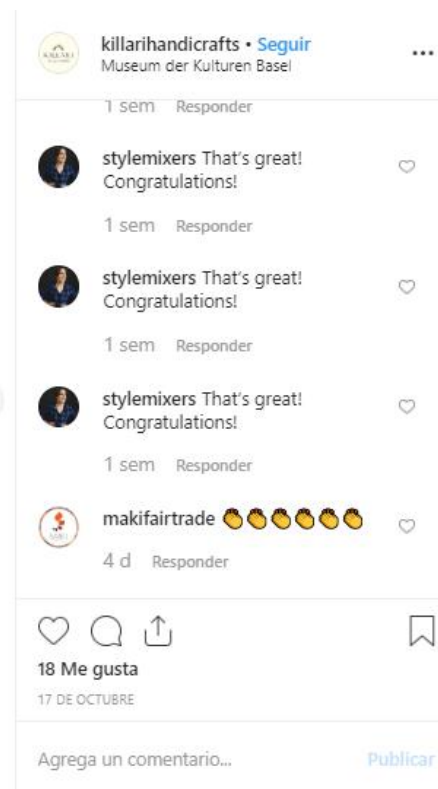 killarihandicrafts • Seguir
Museum der Kulturen Basel
1 sem Responder
stylemixers That's great!
Congratulations!
1 sem Responder
stylemixers That's great!
Congratulations!
1 sem Responder
stylemixers That's great!
Congratulations!
1 sem Responder
makifairtrade 👏👏👏👏👏👏
4 d Responder
18 Me gusta
17 DE OCTUBRE
Agrega un comentario...
Publicar